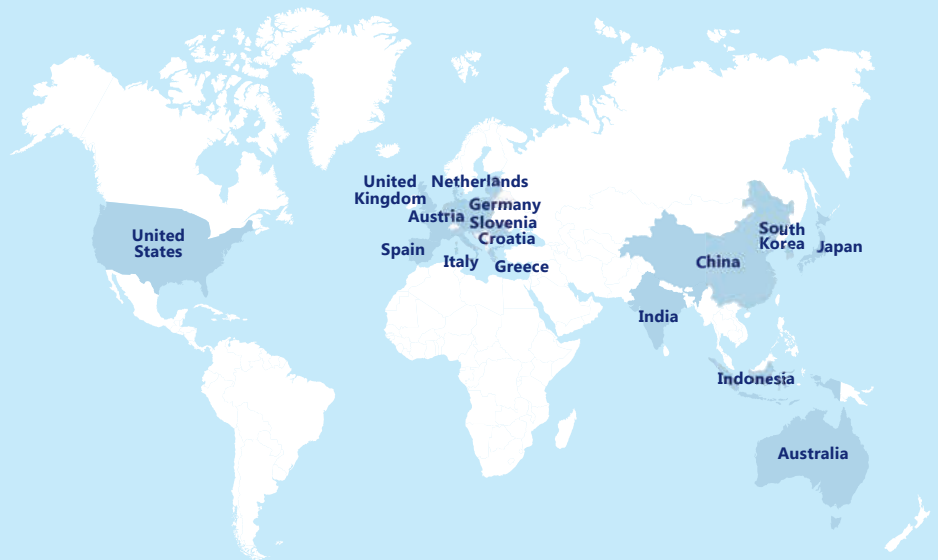 United
Kingdom
Netherlands
Germany
Austria
Slovenia
Croatia
Spain
Italy
Greece
United
States
South
Korea
Japan
China
India
Indonesia
Australia